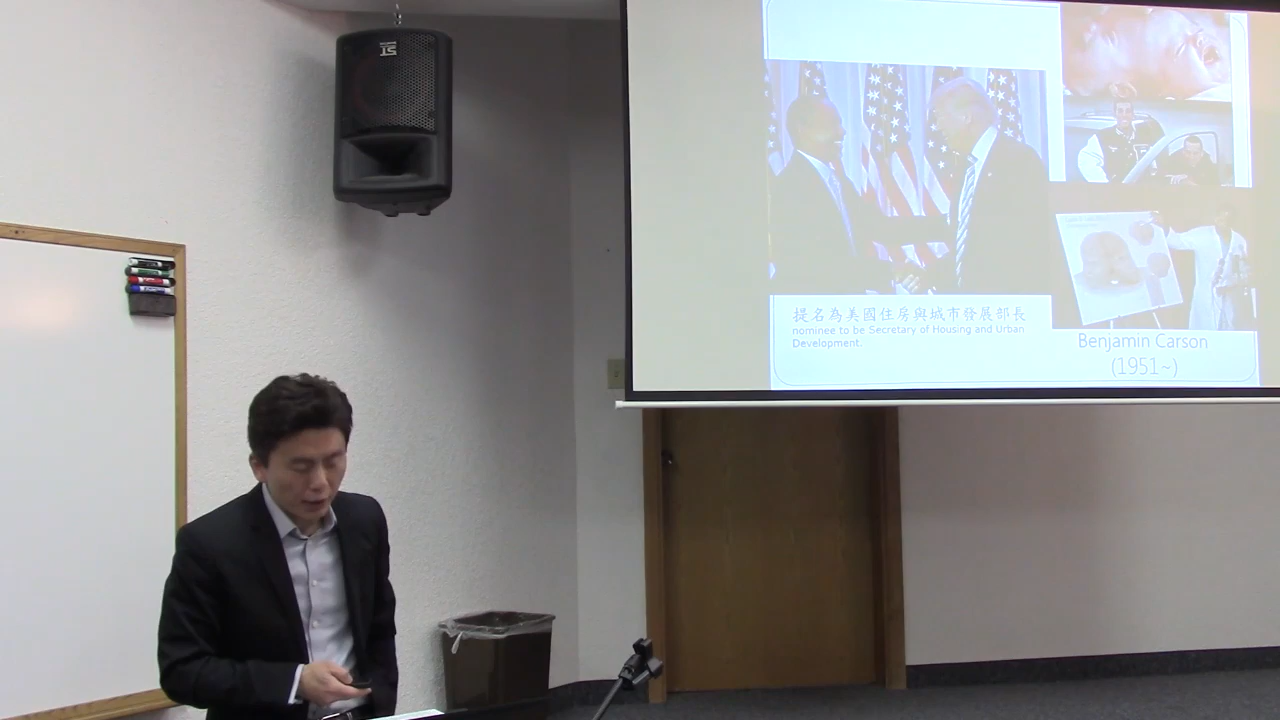 提名為美國住房與城市發展部長
nominee to be Secretary of Housing and Urban
Development.
Benjamin Carson
(1951~)